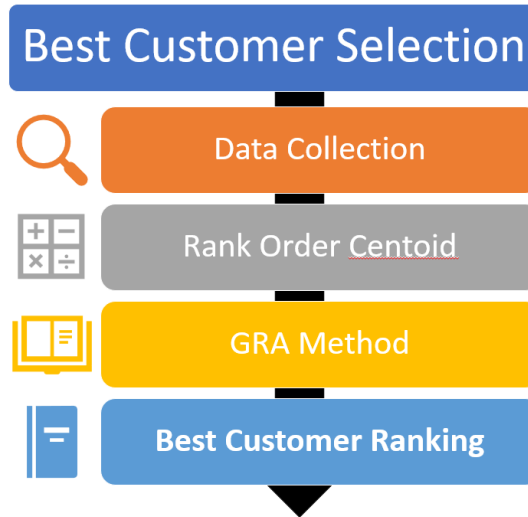 Best Customer Selection
Data Collection
Rank Order Centoid
GRA Method
Best Customer Ranking